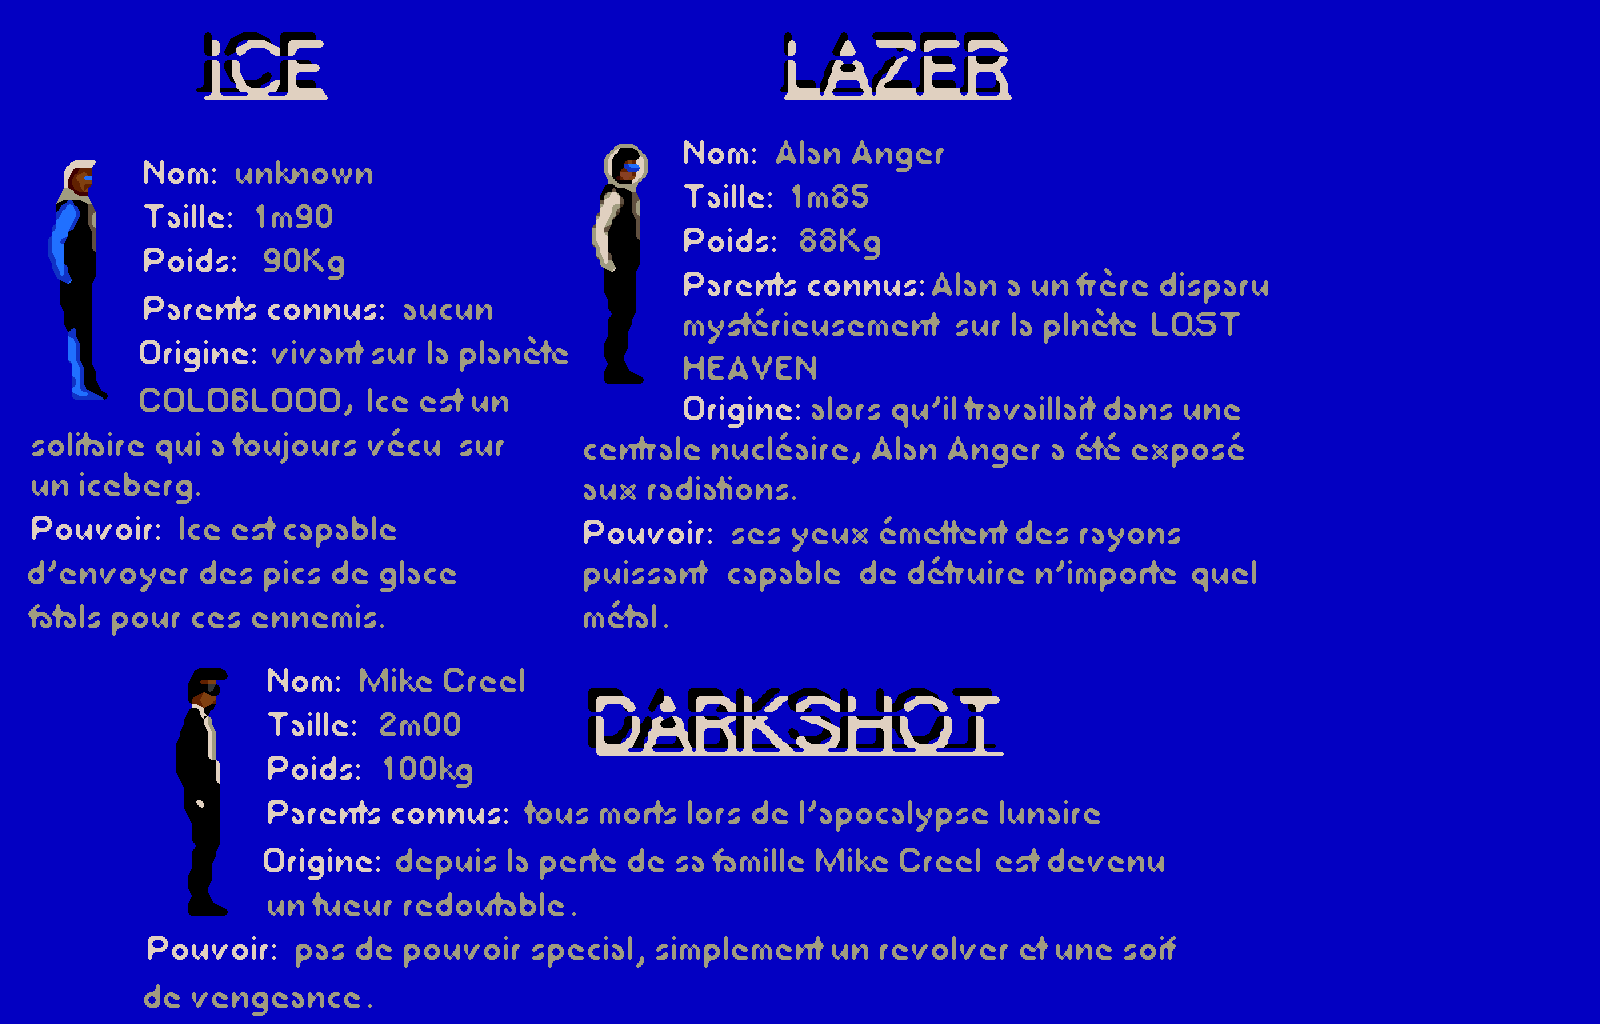 ICE
Nom: unknown
Taille: 1m90
Poids: 90Kg
Parents connus: aucun
Origine: vivant sur la planète
COLDBLOOD, Ice est un
solitaire qui a toujours vécu sur
un iceberg.
Pouvoir: Ice est capable
d'envoyer des pics de glace
fatals pour ces ennemis.
LAZER
Nom: Alan Anger
Taille: 1m85
Poids: 88Kg
Parents connus: Alan a un frère disparu
mystérieusement sur la plnète LOST
HEAVEN
Origine: alors qu'il travaillait dans une
centrale nucléaire, Alan Anger a été exposé
aux radiations.
Pouvoir: ses yeux émettent des rayons
puissant capable de détruire n'importe quel
métal.
DARKSHOT
Nom: Mike Creel
Taille: 2m00
Poids: 100kg
Parents connus: tous morts lors de l'apocalypse lunaire
Origine: depuis la perte de sa famille Mike Creel est devenu
un tueur redoutable.
Pouvoir: pas de pouvoir special, simplement un revolver et une soif
de vengeance.